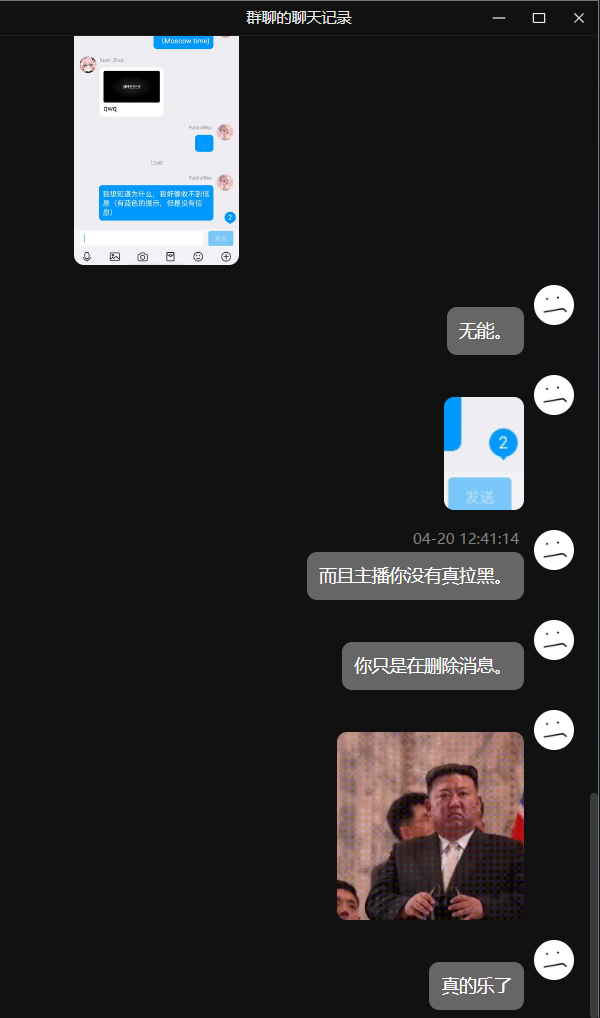 群聊的聊天记录
(Moscow time)
qwq
12:40
我想知道为什么，我好像收不到信
息（有蓝色的提示，但是没有信
息）
2
发送
无能。
2
发送
04-20 12:41:14
而且主播你没有真拉黑。
你只是在删除消息。
真的乐了